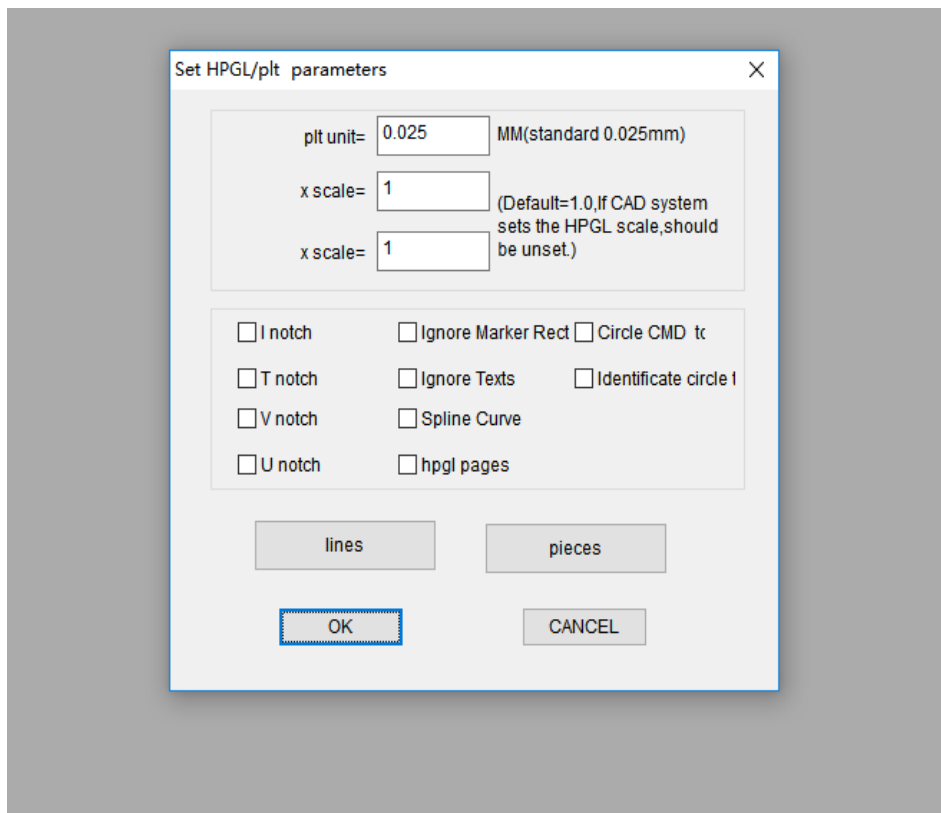 Set HPGL/plt parameters
plt unit= 0.025 MM(standard 0.025mm)
x scale= 1
(Default=1.0,If CAD system
sets the HPGL scale,should
be unset.)
x scale= 1
I notch Ignore Marker Rect Circle CMD to
T notch Ignore Texts Identificate circle t
V notch Spline Curve
U notch hpgl pages
lines pieces
OK CANCEL